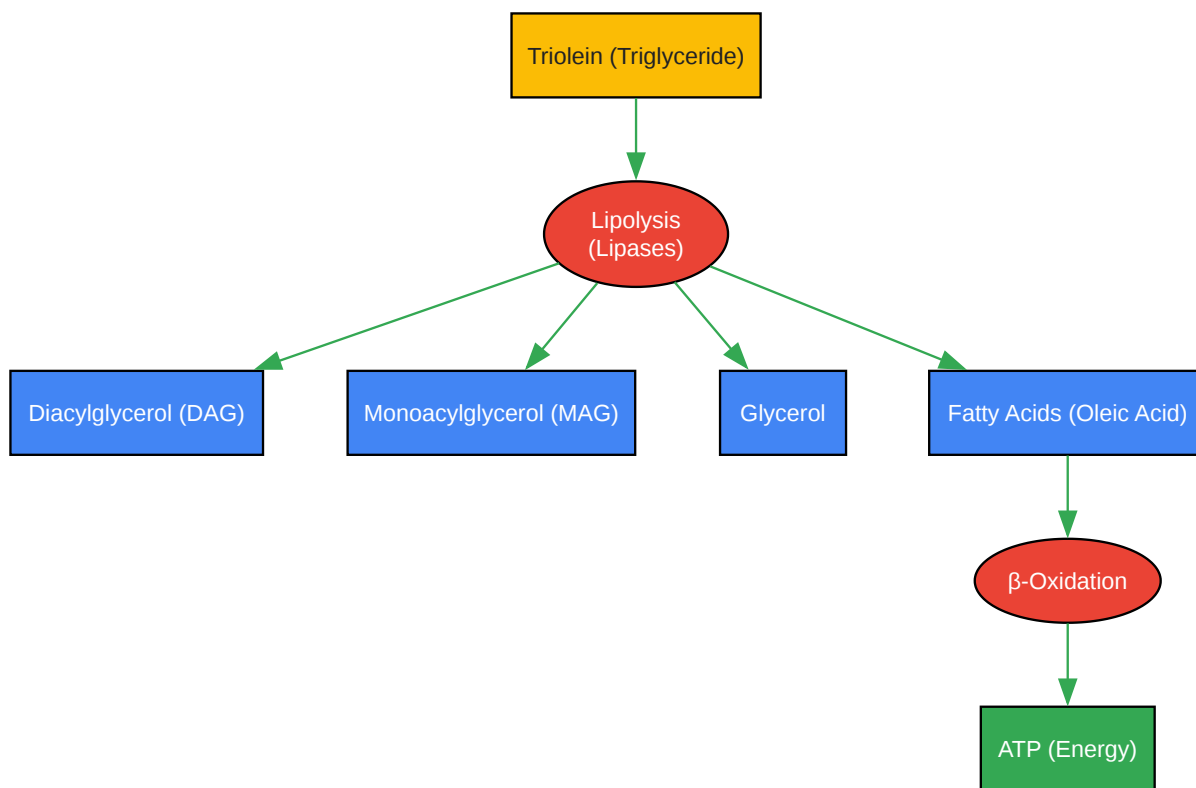 Triolein (Triglyceride)
Lipolysis
(Lipases)
Diacylglycerol (DAG)
Monoacylglycerol (MAG)
Glycerol
Fatty Acids (Oleic Acid)
β-Oxidation
ATP (Energy)